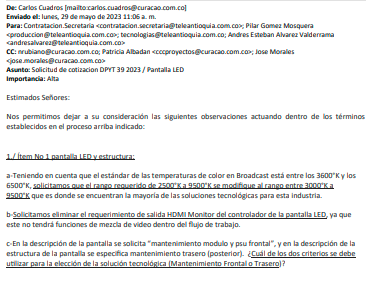 De: Carlos Cuadros [mailto:carlos.cuadros@curacao.com.co]
Enviado el: lunes, 29 de mayo de 2023 11:06 a. m.
Para: Contratacion.Secretaria <contratacion.secretaria@teleantioquia.com.co>; Pilar Gomez Mosquera
<produccion@teleantioquia.com.co>; tecnologias@teleantioquia.com.co; Andres Esteban Alvarez Valderrama
<andresalvarez@teleantioquia.com.co>
CC: nrubiano@curacao.com.co; Patricia Albadan <cccproyectos@curacao.com.co>; Jose Morales
<jose.morales@curacao.com.co>
Asunto: Solicitud de cotizacion DPYT 39 2023 / Pantalla LED
Importancia: Alta
Estimados Señores:
Nos permitimos dejar a su consideración las siguientes observaciones actuando dentro de los términos
establecidos en el proceso arriba indicado:
1./ Ítem No 1 pantalla LED y estructura:
a-Teniendo en cuenta que el estándar de las temperaturas de color en Broadcast está entre los 3600°K y los
6500°K, solicitamos que el rango requerido de 2500°K a 9500°K se modifique al rango entre 3000°K a
9500°K que es donde se encuentran la mayoría de las soluciones tecnológicas para esta industria.
b-Solicitamos eliminar el requerimiento de salida HDMI Monitor del controlador de la pantalla LED, ya que
este no tendrá funciones de mezcla de video dentro del flujo de trabajo.
c-En la descripción de la pantalla se solicita "mantenimiento modulo y psu frontal", y en la descripción de la
estructura de la pantalla se especifica mantenimiento trasero (posterior). ¿Cuál de los dos criterios se debe
utilizar para la elección de la solución tecnológica (Mantenimiento Frontal o Trasero)?